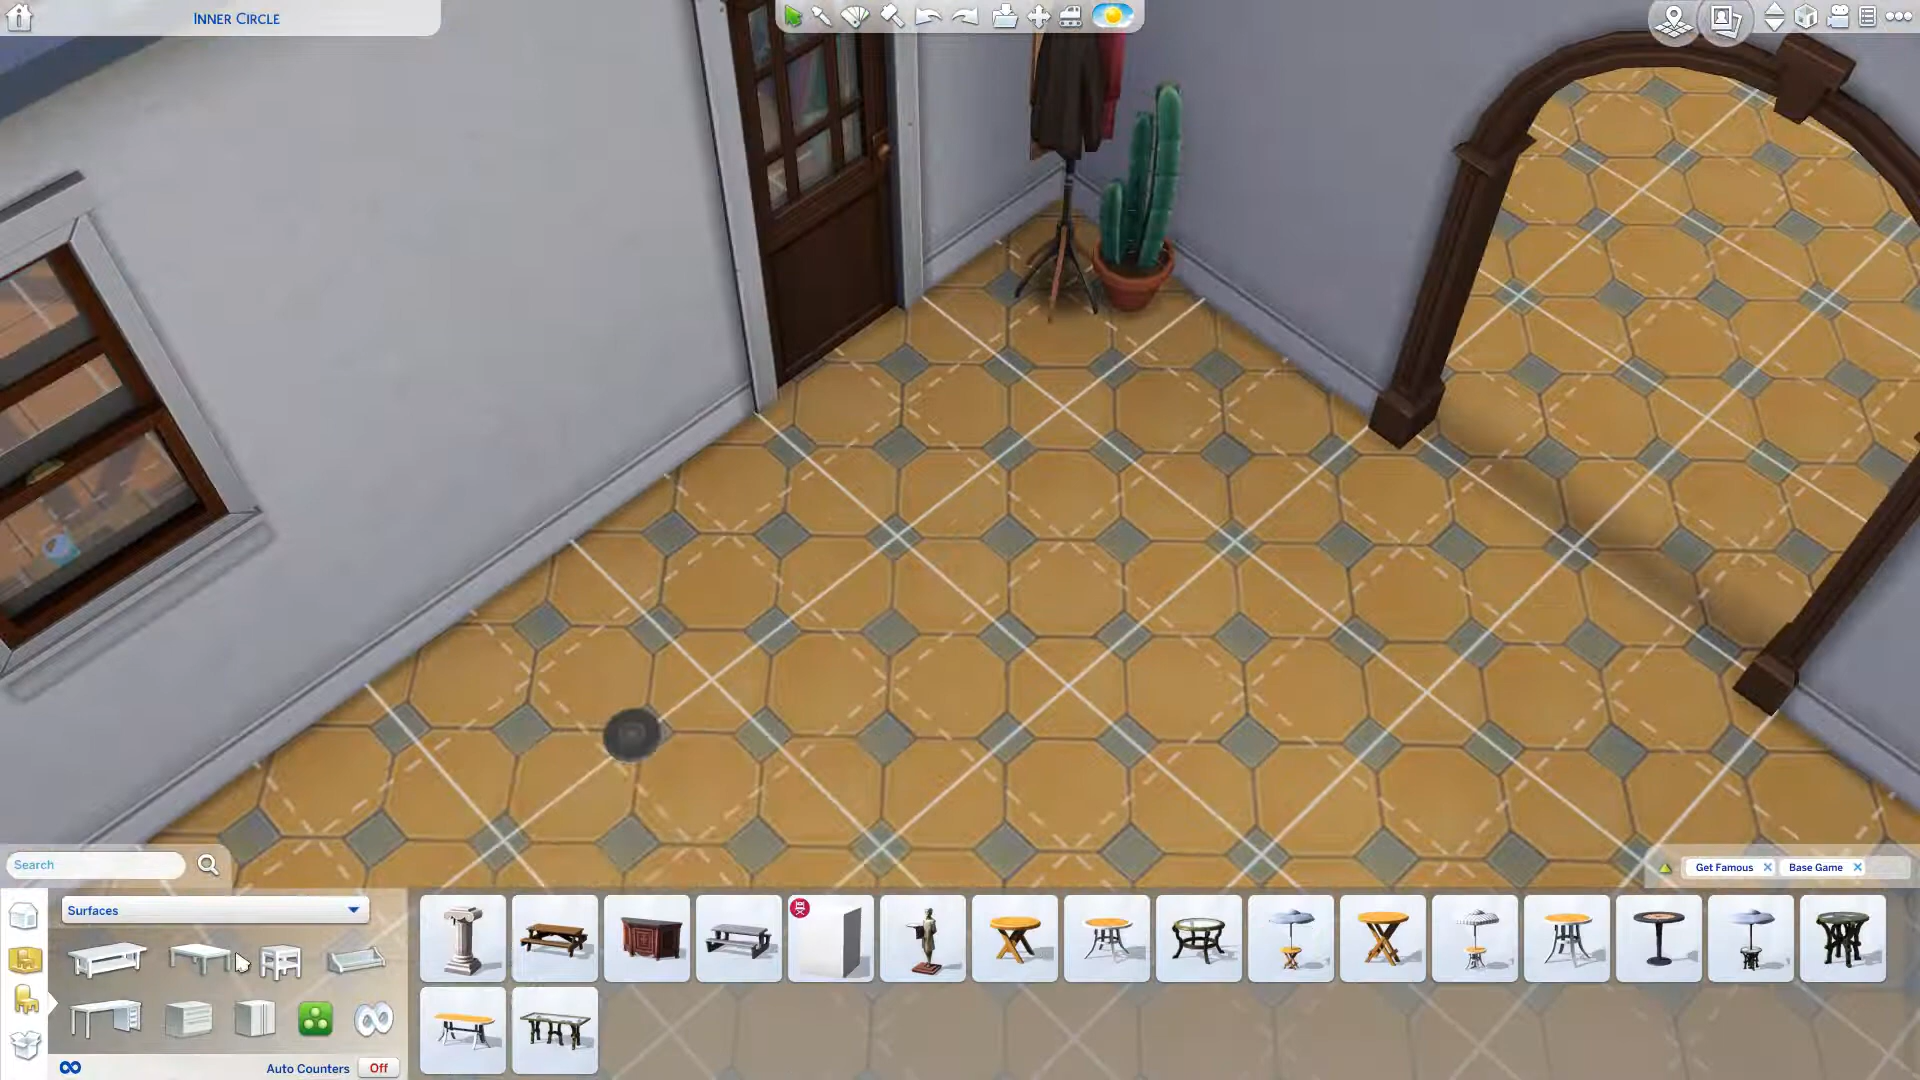 INNER CIRCLE
Search
Get Famous
Base Game
Surfaces
Auto Counters
Off